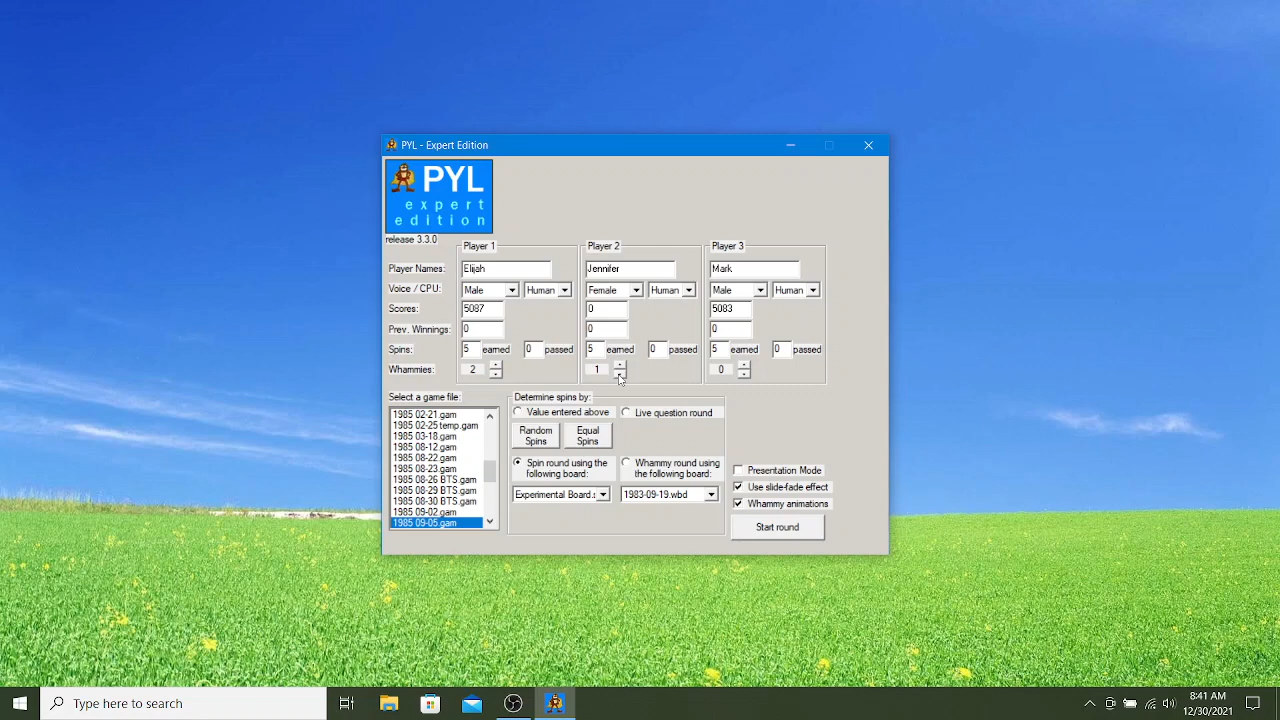 PYL - Expert Edition
PYL
expert
edition
release 3.3.0
Player 1 Player 2 Player 3
Player Names: Elijah Jennifer Mark
Voice / CPU: Male Human Female Human Male Human
Scores: 5087 0 5083
Prev. Winnings: 0 0 0
Spins: 5 earned 0 passed 5 earned 0 passed 5 earned 0 passed
Whammies: 2 1 0
Select a game file:
1985 02-21.gam
1985 02-25 temp.gam
1985 03-18.gam
1985 08-12.gam
1985 08-22.gam
1985 08-23.gam
1985 08-26 BTS.gam
1985 08-29 BTS.gam
1985 08-30 BTS.gam
1985 09-02.gam
1985 09-05.gam
Determine spins by:
Value entered above Live question round
Random
Spins
Equal
Spins
Spin round using the
following board:
Whammy round using
the following board:
Experimental Board.s 1983-09-19.wbd
Presentation Mode
Use slide-fade effect
Whammy animations
Start round
Type here to search
8:41 AM
12/30/2021